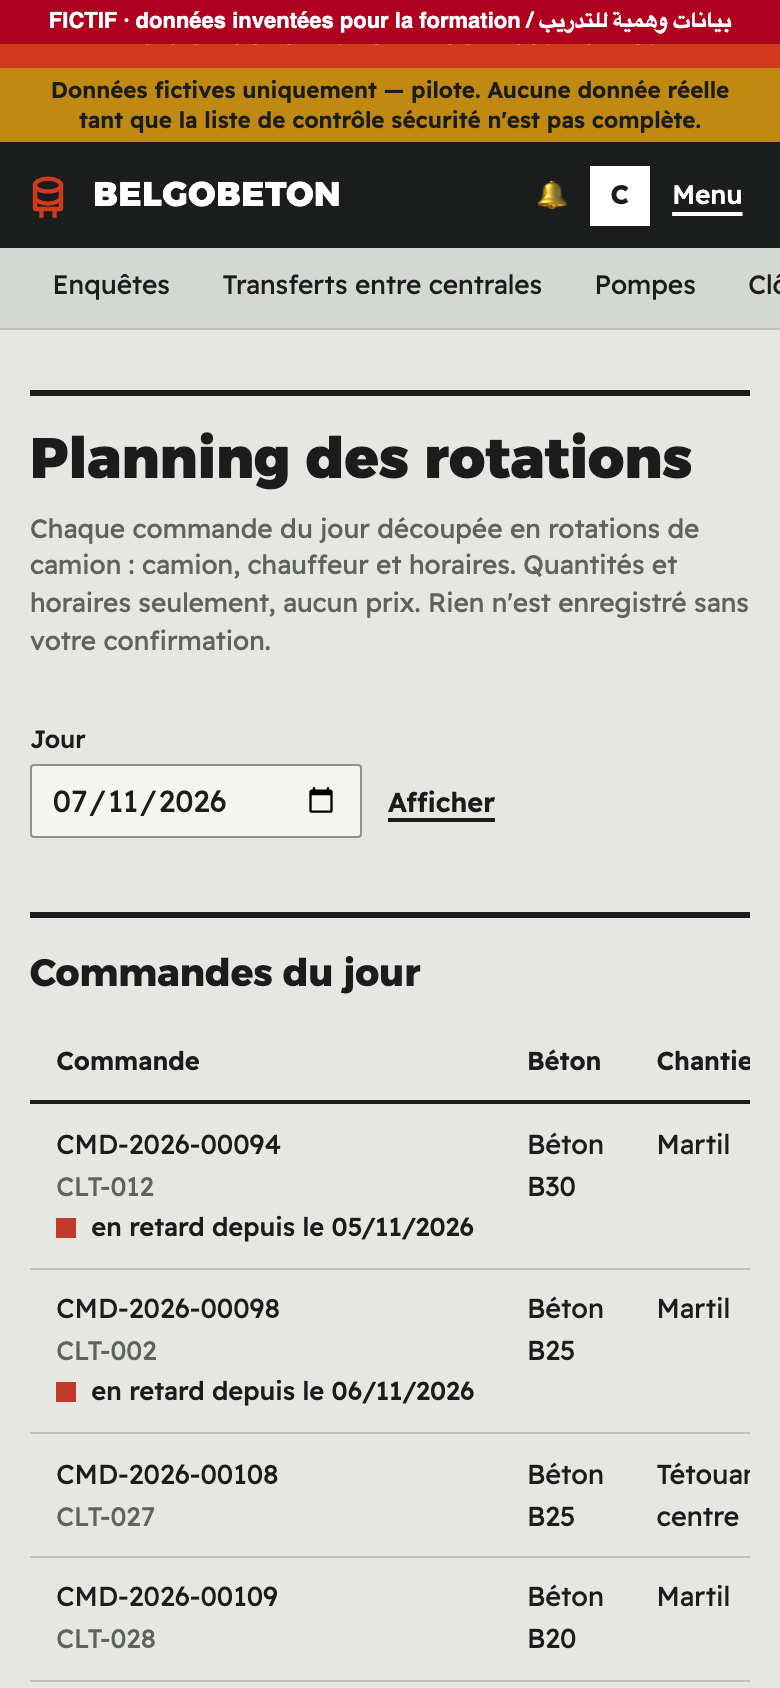 FICTIF · données inventées pour la formation / بيانات وهمية للتدريب
Données fictives uniquement — pilote. Aucune donnée réelle
tant que la liste de contrôle sécurité n'est pas complète.
BELGOBETON
C
Menu
Enquêtes
Transferts entre centrales
Pompes
Clô
Planning des rotations
Chaque commande du jour découpée en rotations de
camion : camion, chauffeur et horaires. Quantités et
horaires seulement, aucun prix. Rien n'est enregistré sans
votre confirmation.
Jour
07/11/2026
Afficher
Commandes du jour
Commande
Béton
Chantie
CMD-2026-00094
Béton
Martil
CLT-012
B30
en retard depuis le 05/11/2026
CMD-2026-00098
Béton
Martil
CLT-002
B25
en retard depuis le 06/11/2026
CMD-2026-00108
Béton
Tétouan
CLT-027
B25
centre
CMD-2026-00109
Béton
Martil
CLT-028
B20